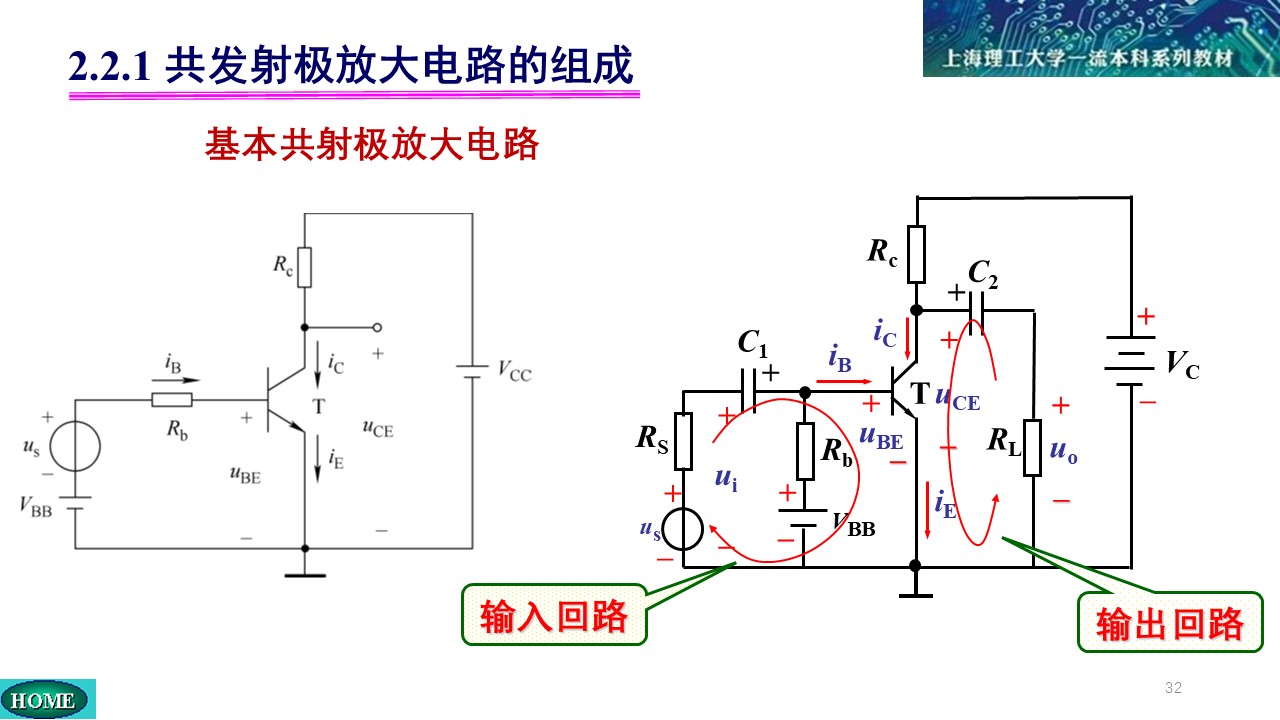 2.2.1 共发射极放大电路的组成
上海理工大学一流本科系列教材
基本共射极放大电路
Rc
iB
iC
T
VCC
Rb
+
us
−
+
uBE
−
+
uCE
−
iE
VBB
Rc
C2
+
iC
C1
+
iB
T
uCE
+
−
+
VC
−
RS
+
ui
−
Rb
+
uBE
−
RL
+
uo
−
+
us
−
+
VBB
−
iE
输入回路
输出回路
HOME
32